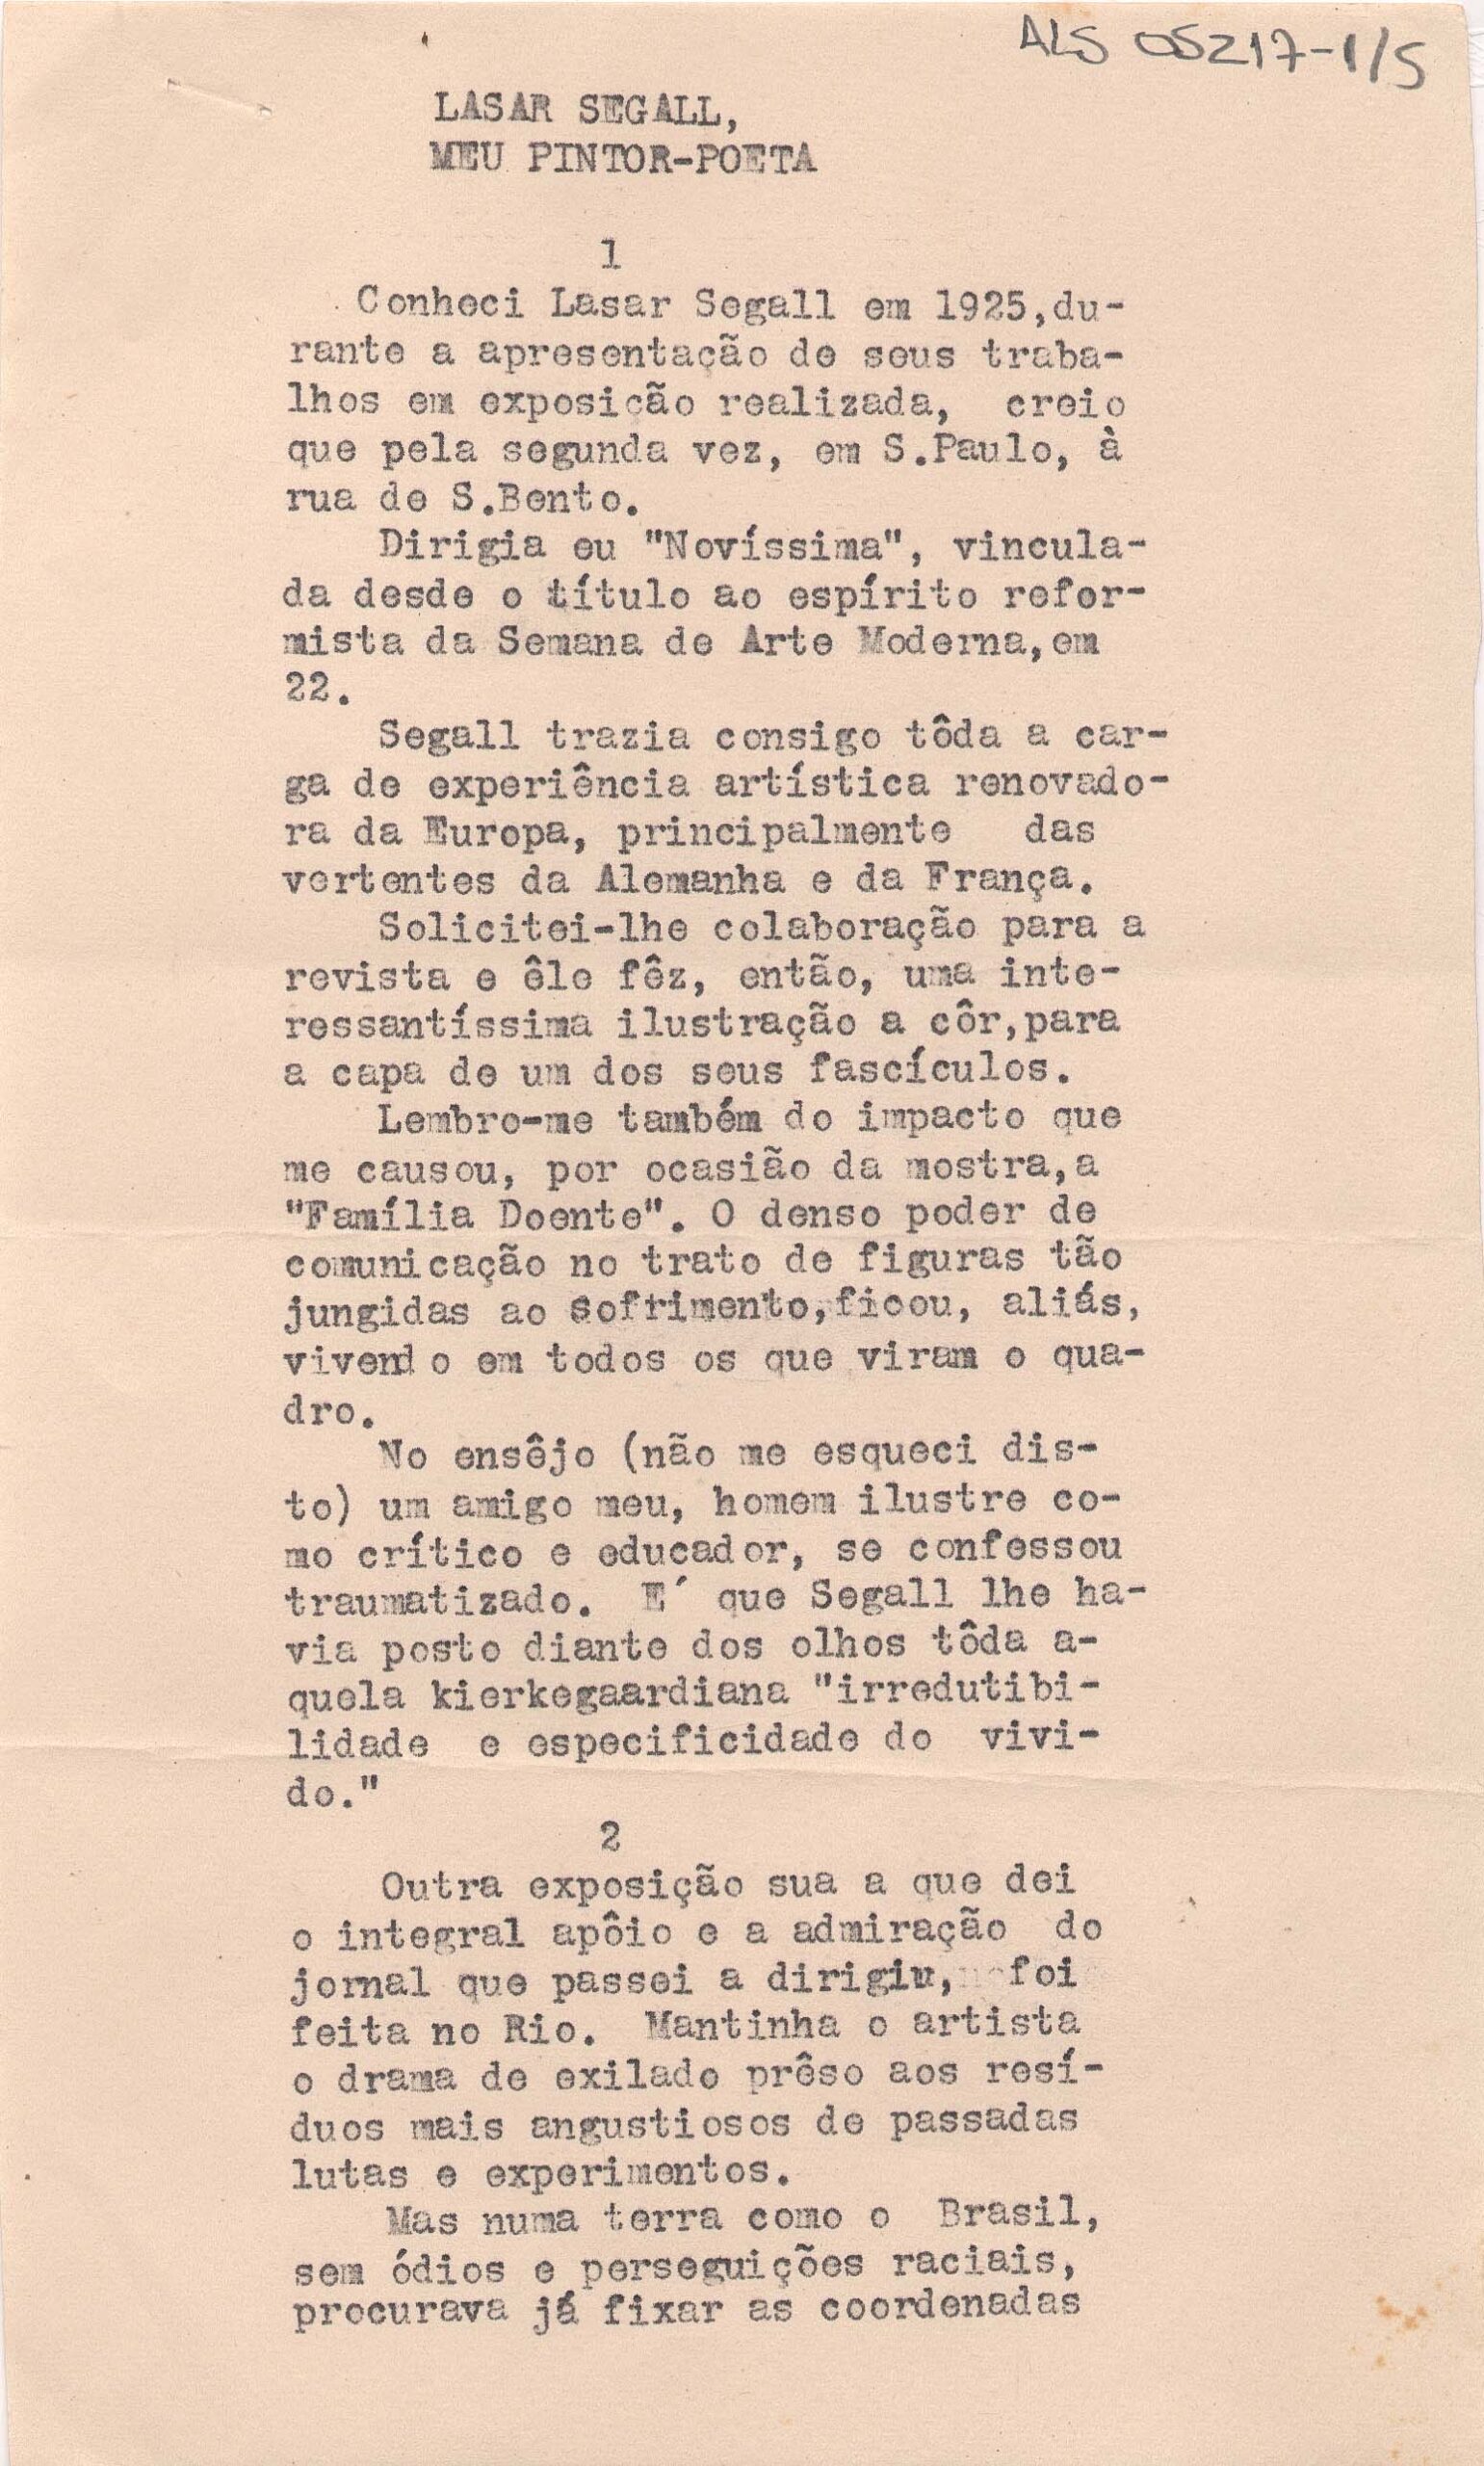 ALS 05217-1/5
LASAR SEGALL,
MEU PINTOR-POETA
1
Conheci Lasar Segall em 1925,du-
rante a apresentação de seus traba-
lhos em exposição realizada, creio
que pela segunda vez, em S.Paulo, à
rua de S.Bento.
Dirigia eu "Novíssima", vincula-
da desde o título ao espírito refor-
mista da Semana de Arte Moderna,em
22.
Segall trazia consigo tôda a car-
ga de experiência artística renovado-
ra da Europa, principalmente das
vertentes da Alemanha e da França.
Solicitei-lhe colaboração para a
revista e êle fêz, então, uma inte-
ressantíssima ilustração a côr,para
a capa de um dos seus fascículos.
Lembro-me também do impacto que
me causou, por ocasião da mostra,a
"Família Doente". O denso poder de
comunicação no trato de figuras tão
jungidas ao sofrimento,ficou, aliás,
vivendo em todos os que viram o qua-
dro.
No ensêjo (não me esqueci dis-
to) um amigo meu, homem ilustre co-
mo crítico e educador, se confessou
traumatizado. E´ que Segall lhe ha-
via posto diante dos olhos tôda a-
quela kierkegaardiana "irredutibi-
lidade e especificidade do vivi-
do."
2
Outra exposição sua a que dei
o integral apôio e a admiração do
jornal que passei a dirigir, foi
feita no Rio. Mantinha o artista
o drama de exilado prêso aos resí-
duos mais angustiosos de passadas
lutas e experimentos.
Mas numa terra como o Brasil,
sem ódios e perseguições raciais,
procurava já fixar as coordenadas